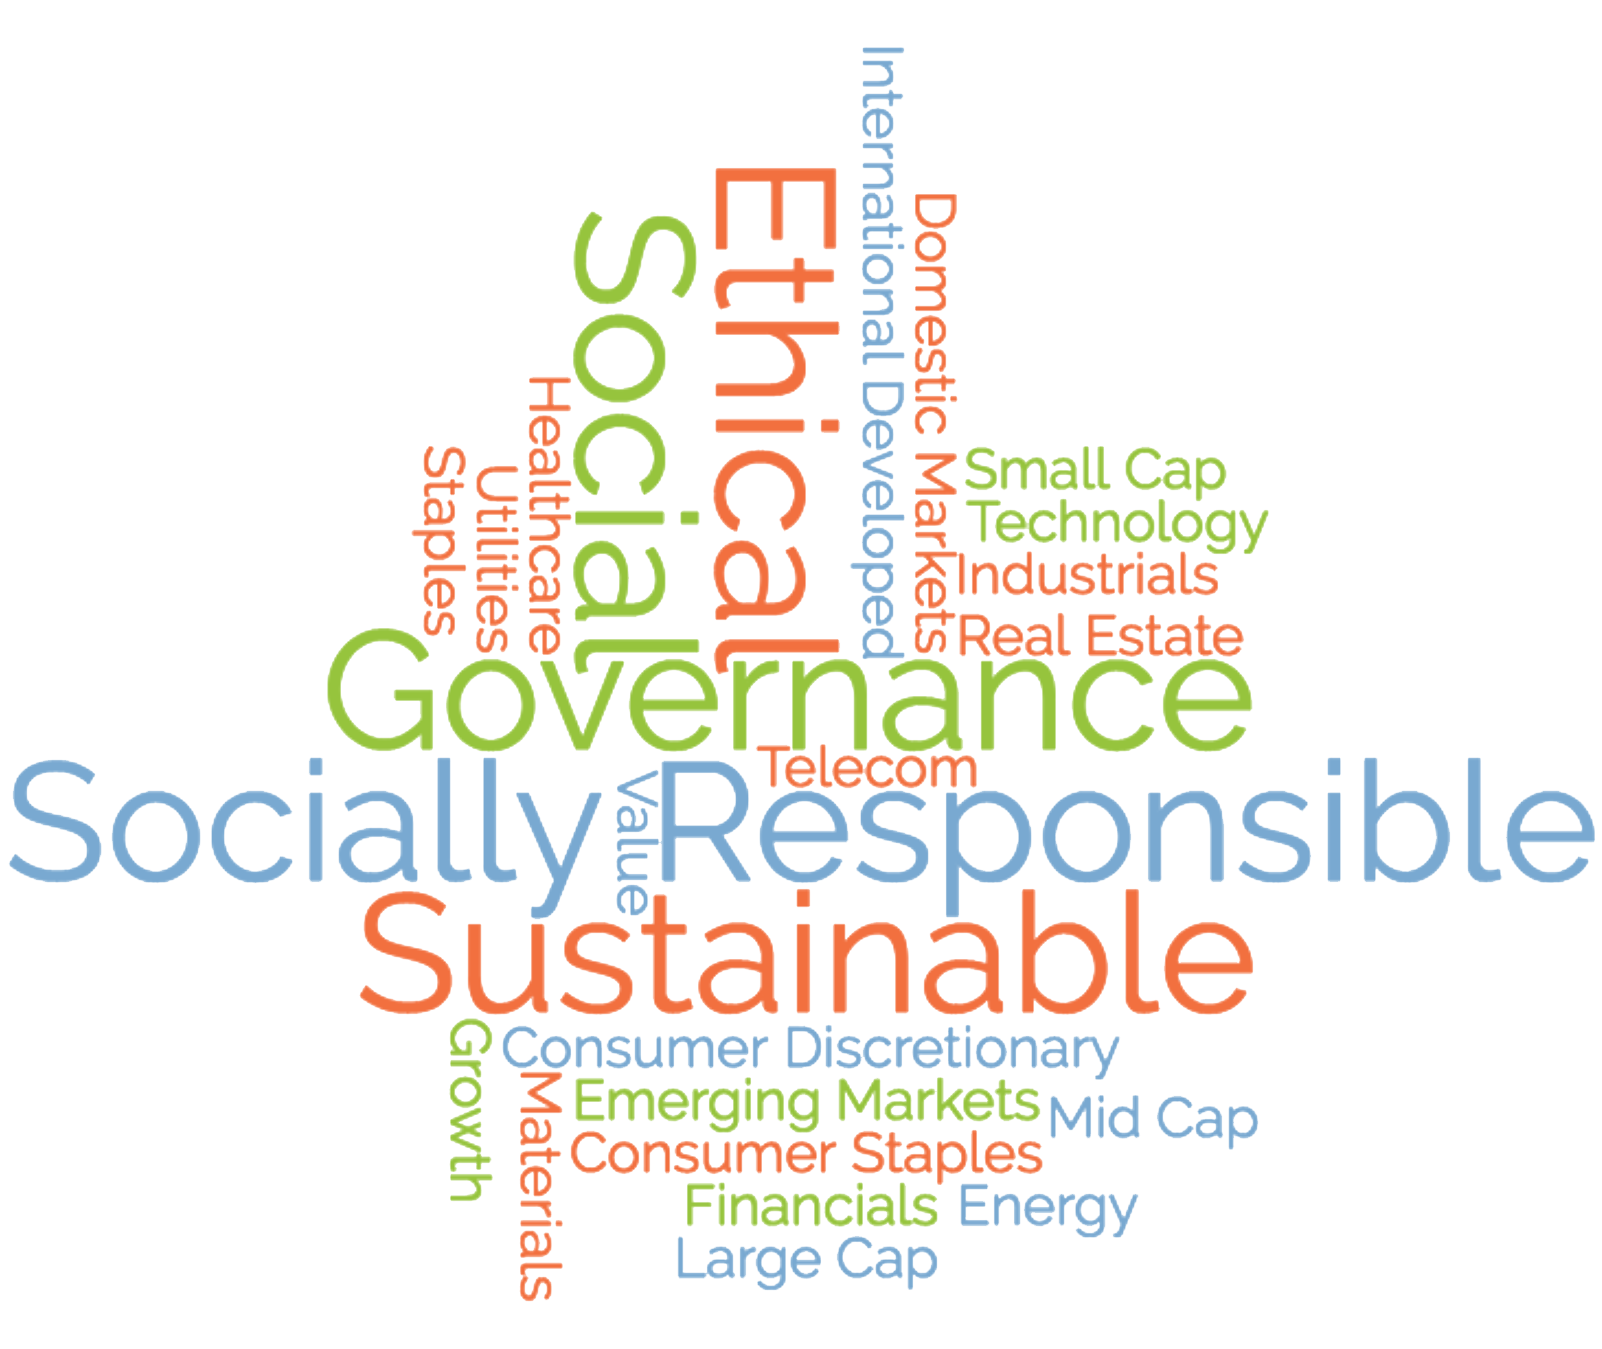 International Developed
Domestic Markets
Ethical
Social
Healthcare
Utilities
Staples
Small Cap
Technology
Industrials
Real Estate
Governance
Telecom
Socially Responsible
Value
Sustainable
Growth
Consumer Discretionary
Materials
Emerging Markets
Mid Cap
Consumer Staples
Financials
Energy
Large Cap